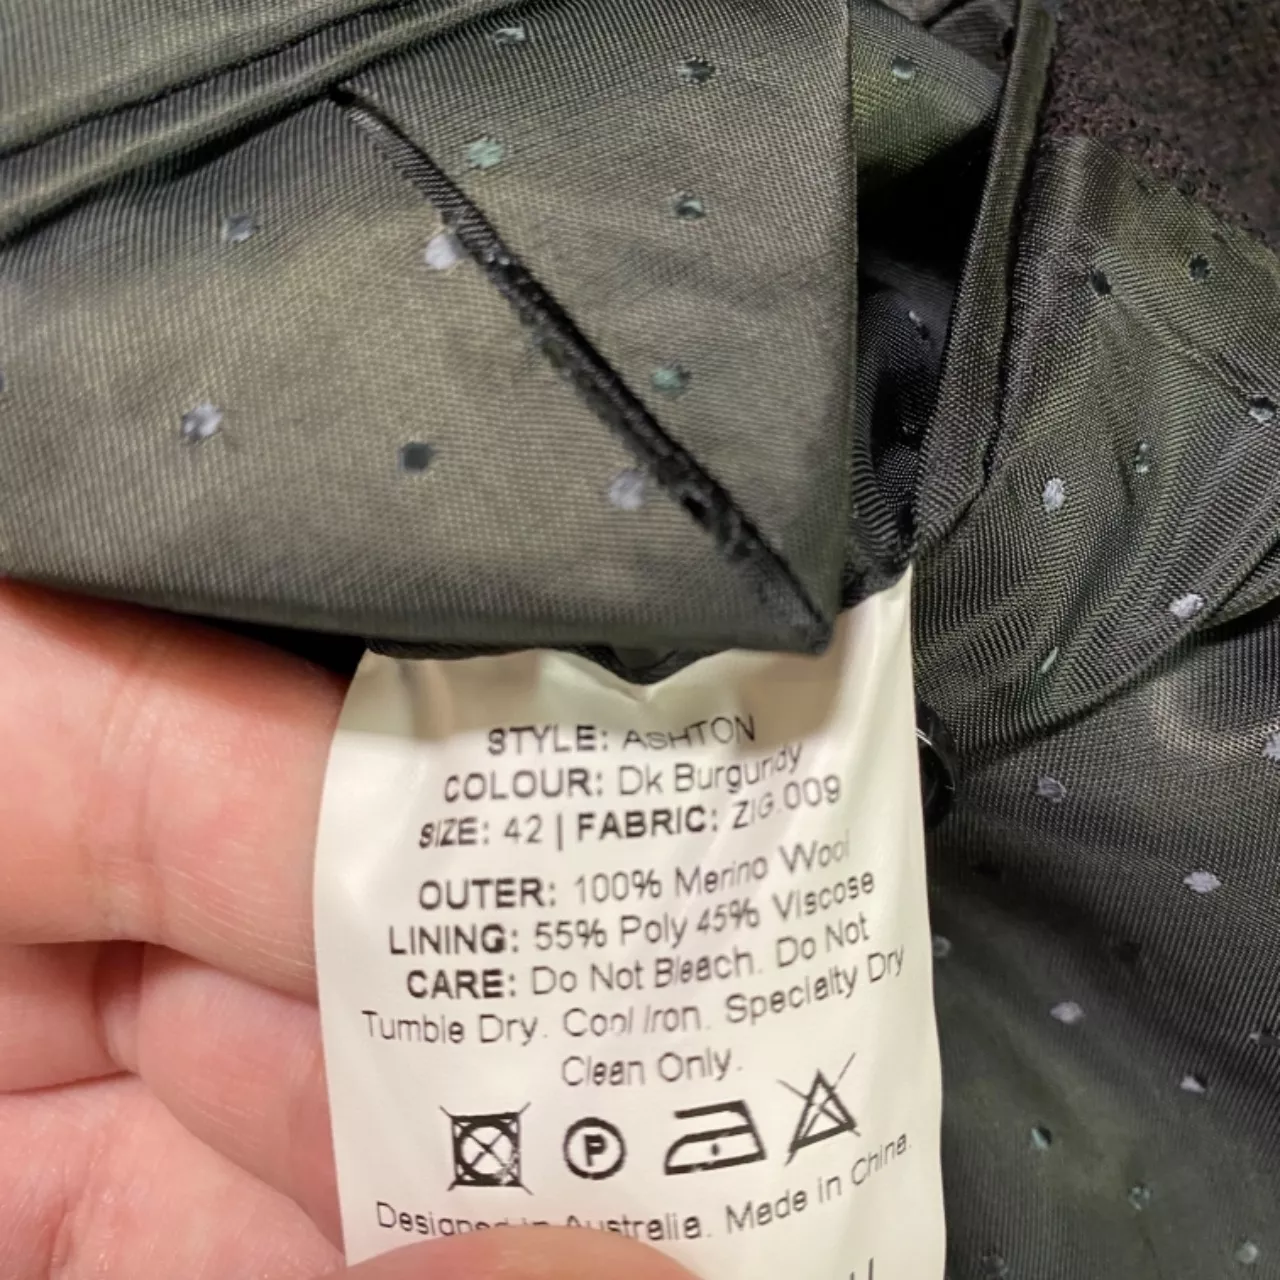 STYLE: ASHTON
COLOUR: Dk Burgundy
SIZE: 42 | FABRIC: ZIG.009
OUTER: 100% Merino Wool
LINING: 55% Poly 45% Viscose
CARE: Do Not Bleach. Do Not
Tumble Dry. Cool Iron. Specialty Dry
Clean Only.
P
Designed in Australia. Made in China.